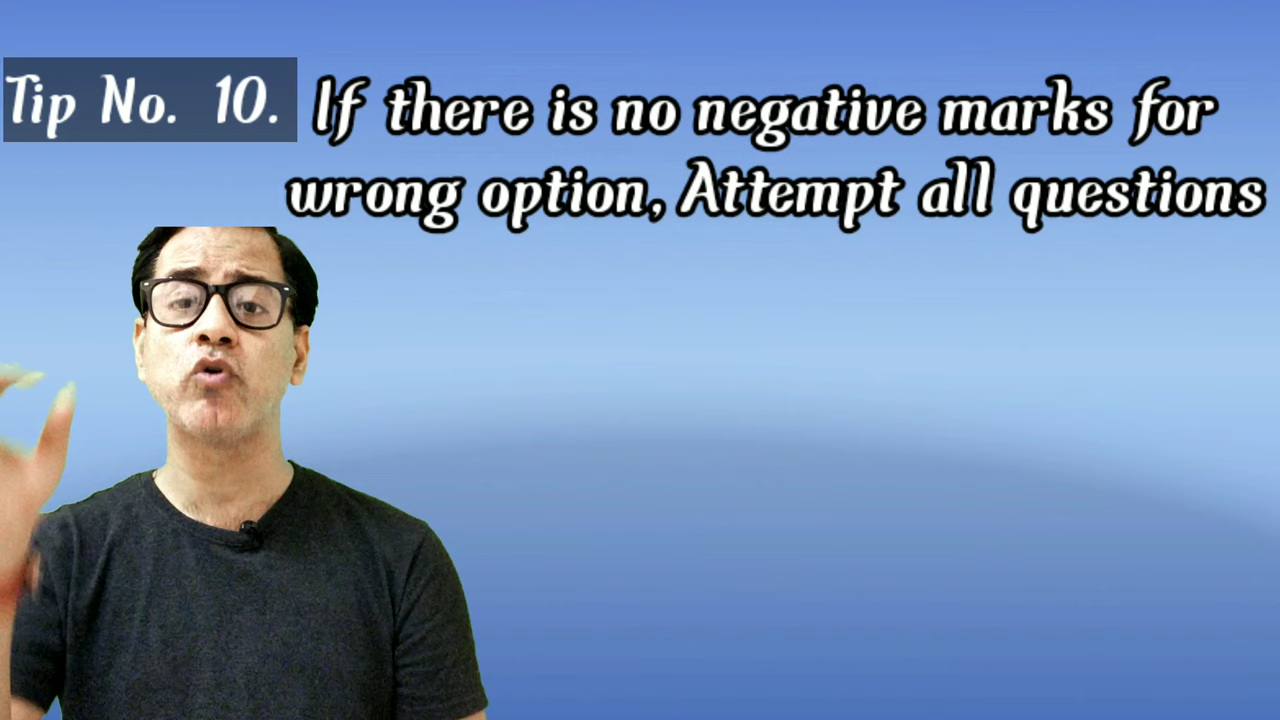 Tip No. 10. If there is no negative marks for
wrong option, Attempt all questions